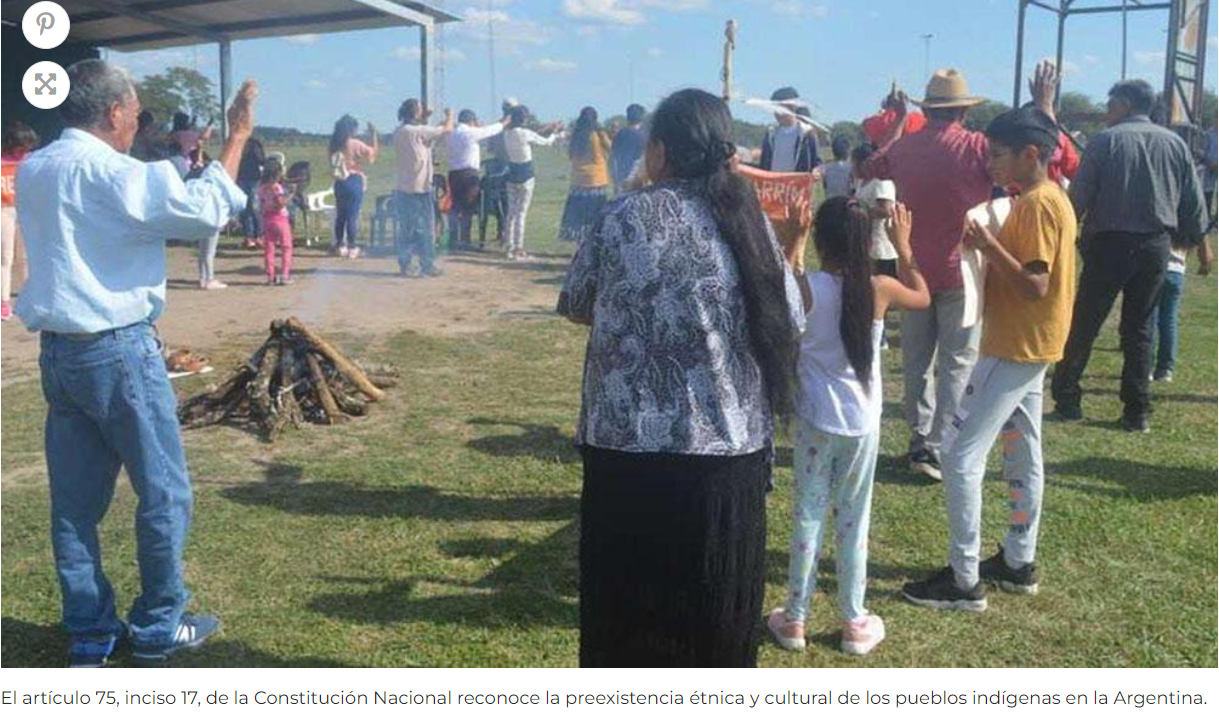 El artículo 75, inciso 17, de la Constitución Nacional reconoce la preexistencia étnica y cultural de los pueblos indígenas en la Argentina.